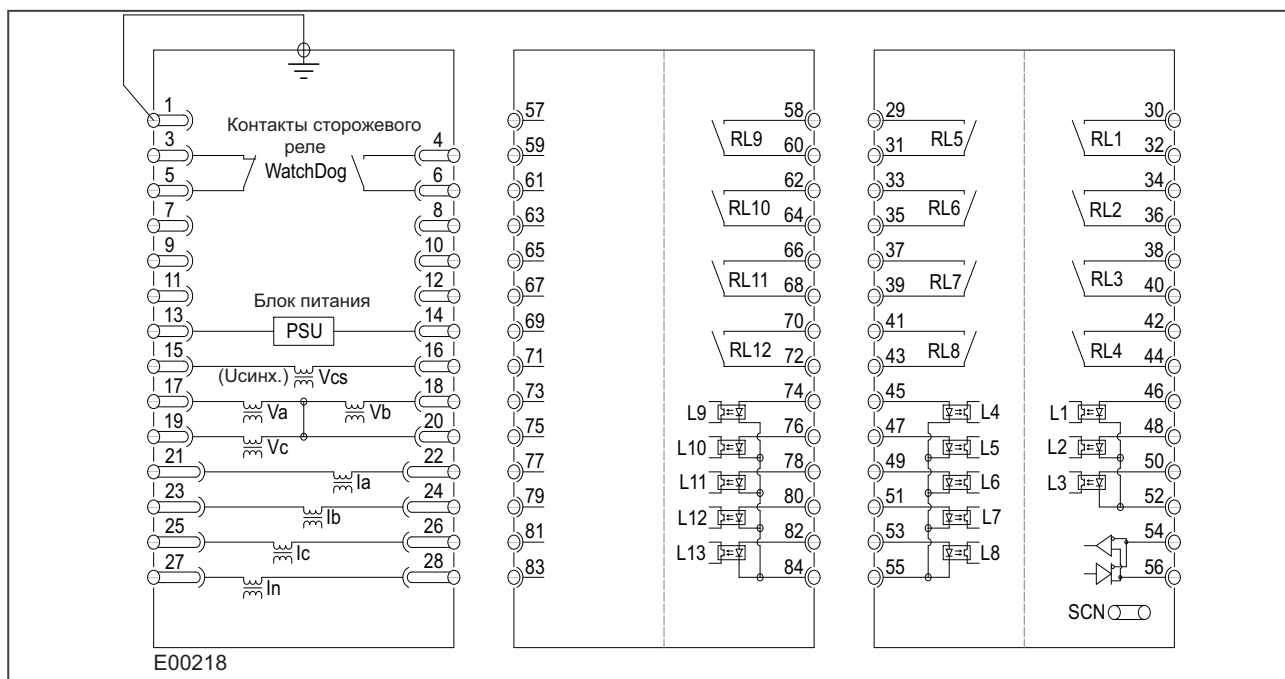 1
Контакты сторожевого
реле
3 4
WatchDog
5 6
7 8
9 10
11 12
Блок питания
13 PSU 14
15 16
(Uсинх.) Vcs
17 18
Va Vb
19 20
Vc
21 22
Ia
23 24
Ib
25 26
Ic
27 28
In
E00218
57 58
RL9
59 60
61 62
RL10
63 64
65 66
RL11
67 68
69 70
RL12
71 72
73 74
L9
75 76
L10
77 78
L11
79 80
L12
81 82
L13
83 84
29 30
RL5 RL1
31 32
33 34
RL6 RL2
35 36
37 38
RL7 RL3
39 40
41 42
RL8 RL4
43 44
45 46
L4 L1
47 48
L5 L2
49 50
L6 L3
51 52
L7
53 54
L8
55 56
SCN